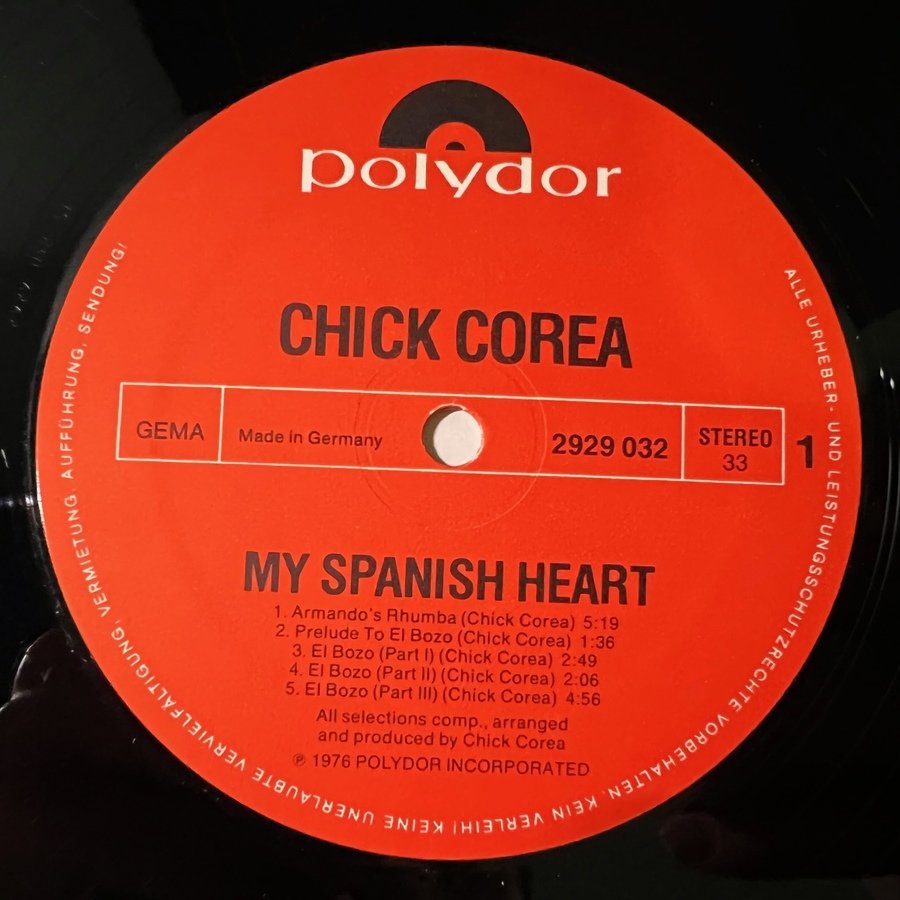 polydor
CHICK COREA
GEMA
Made in Germany
2929 032
STEREO
33
1
MY SPANISH HEART
1. Armando's Rhumba (Chick Corea) 5:19
2. Prelude To El Bozo (Chick Corea) 1:36
3. El Bozo (Part I) (Chick Corea) 2:49
4. El Bozo (Part II) (Chick Corea) 2:06
5. El Bozo (Part III) (Chick Corea) 4:56
All selections comp., arranged
and produced by Chick Corea
℗ 1976 POLYDOR INCORPORATED
ALLE URHEBER- UND LEISTUNGSSCHUTZRECHTE VORBEHALTEN. KEIN VERLEIH! KEINE UNERLAUBTE VERVIELFÄLTIGUNG, VERMIETUNG, AUFFÜHRUNG, SENDUNG!